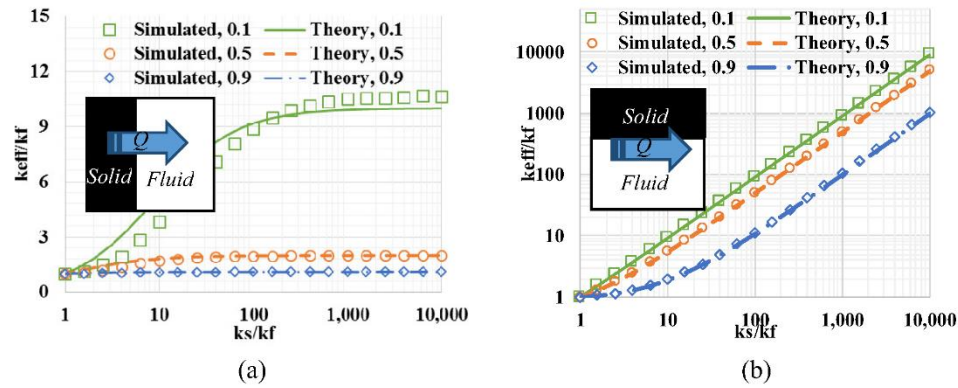 15
12
9
6
3
0
keff/kf
Simulated, 0.1 Theory, 0.1
Simulated, 0.5 Theory, 0.5
Simulated, 0.9 Theory, 0.9
Q
Solid Fluid
1 10 100 1,000 10,000
ks/kf
(a)
10000
1000
100
10
1
keff/kf
Simulated, 0.1 Theory, 0.1
Simulated, 0.5 Theory, 0.5
Simulated, 0.9 Theory, 0.9
Solid
Q
Fluid
1 10 100 1,000 10,000
ks/kf
(b)